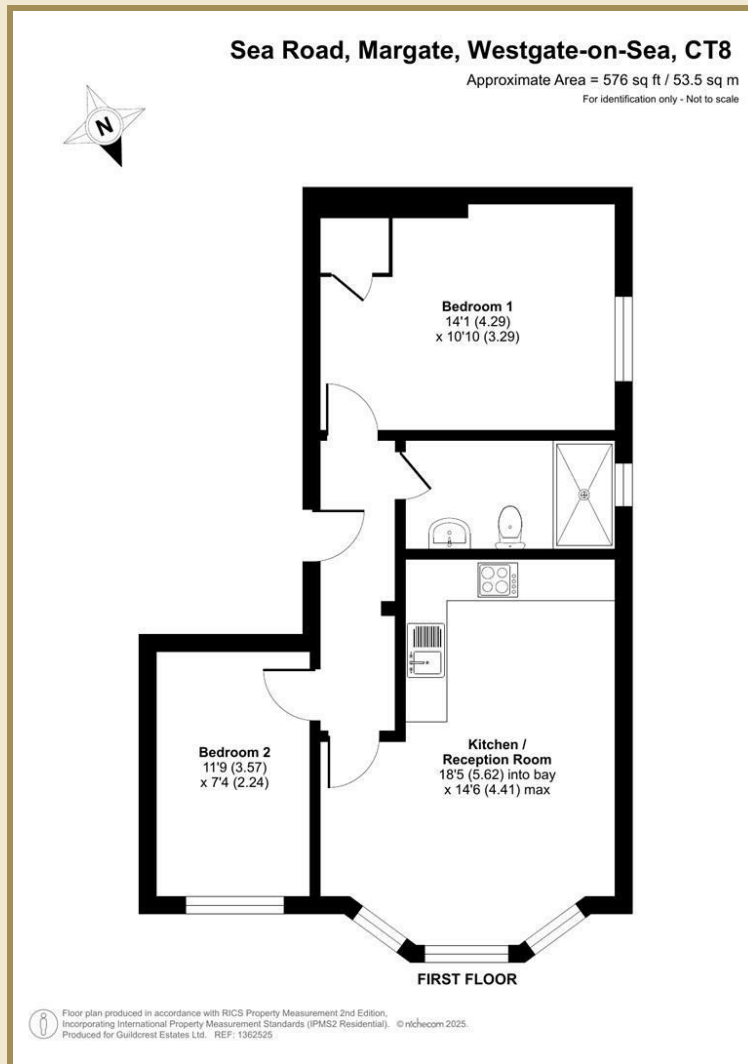 Sea Road, Margate, Westgate-on-Sea, CT8
Approximate Area = 576 sq ft / 53.5 sq m
For identification only - Not to scale
N
Bedroom 1
14'1 (4.29)
x 10'10 (3.29)
Kitchen /
Reception Room
18'5 (5.62) into bay
x 14'6 (4.41) max
Bedroom 2
11'9 (3.57)
x 7'4 (2.24)
FIRST FLOOR
Floor plan produced in accordance with RICS Property Measurement 2nd Edition,
Incorporating International Property Measurement Standards (IPMS2 Residential). © nichecom 2025.
Produced for Guildcrest Estates Ltd. REF: 1362525